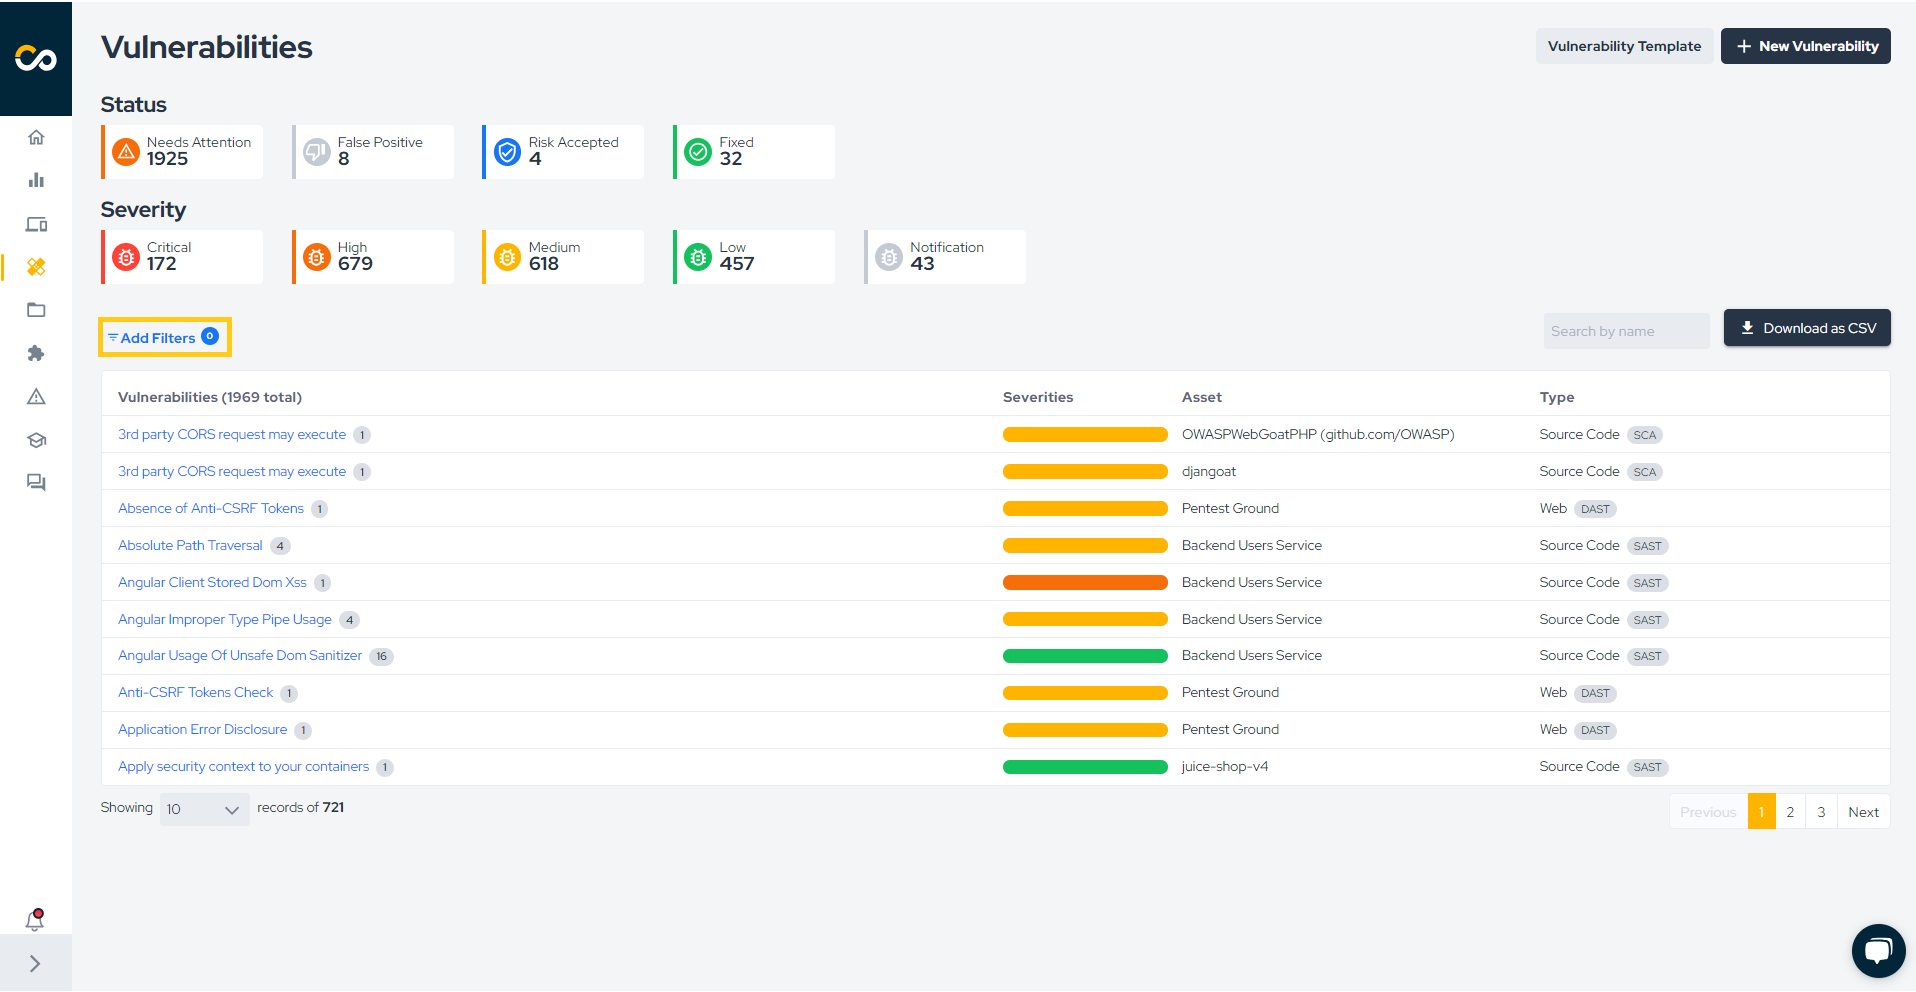 Vulnerabilities
Vulnerability Template
New Vulnerability
Status
Needs Attention
1925
False Positive
8
Risk Accepted
4
Fixed
32
Severity
Critical
172
High
679
Medium
618
Low
457
Notification
43
Add Filters 0
Search by name
Download as CSV
Vulnerabilities (1969 total) Severities Asset Type
3rd party CORS request may execute 1 OWASPWebGoatPHP (github.com/OWASP) Source Code SCA
3rd party CORS request may execute 1 djangoat Source Code SCA
Absence of Anti-CSRF Tokens 1 Pentest Ground Web DAST
Absolute Path Traversal 4 Backend Users Service Source Code SAST
Angular Client Stored Dom Xss 1 Backend Users Service Source Code SAST
Angular Improper Type Pipe Usage 4 Backend Users Service Source Code SAST
Angular Usage Of Unsafe Dom Sanitizer 16 Backend Users Service Source Code SAST
Anti-CSRF Tokens Check 1 Pentest Ground Web DAST
Application Error Disclosure 1 Pentest Ground Web DAST
Apply security context to your containers 1 juice-shop-v4 Source Code SAST
Showing 10 records of 721
Previous 1 2 3 Next